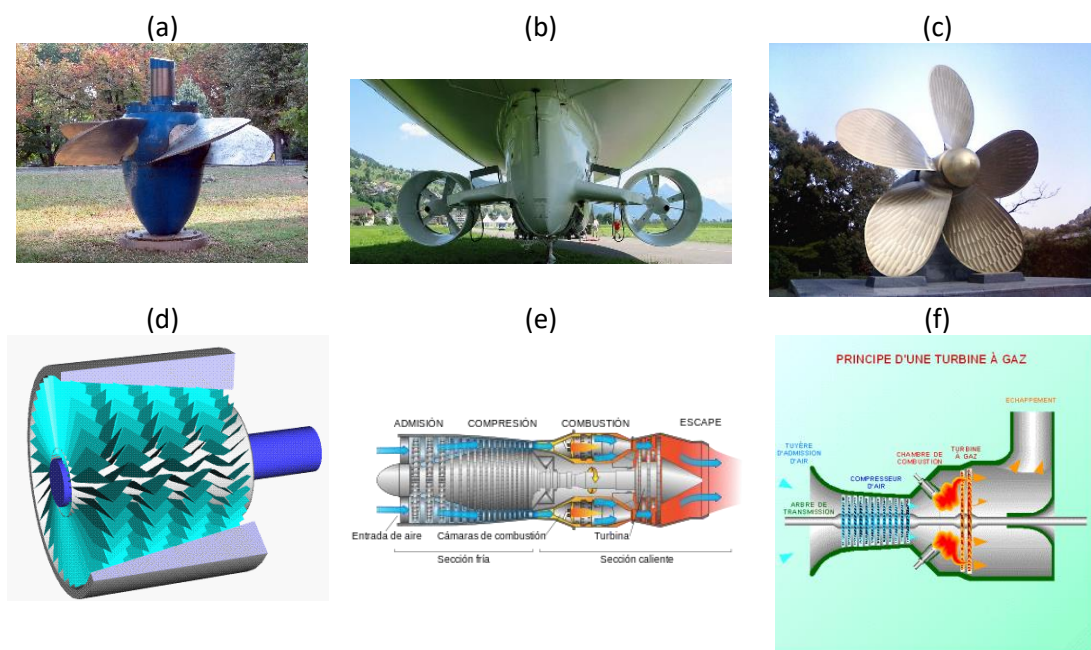 (a)
(b)
(c)
(d)
(e)
(f)
ADMISIÓN COMPRESIÓN COMBUSTIÓN ESCAPE
Entrada de aire Cámaras de combustión Turbina
Sección fría Sección caliente
PRINCIPE D'UNE TURBINE À GAZ
ECHAPPEMENT
TUYÈRE
D'ADMISSION
D'AIR
CHAMBRE DE
COMBUSTION
TURBINE
À GAZ
COMPRESSEUR
D'AIR
ARBRE DE
TRANSMISSION